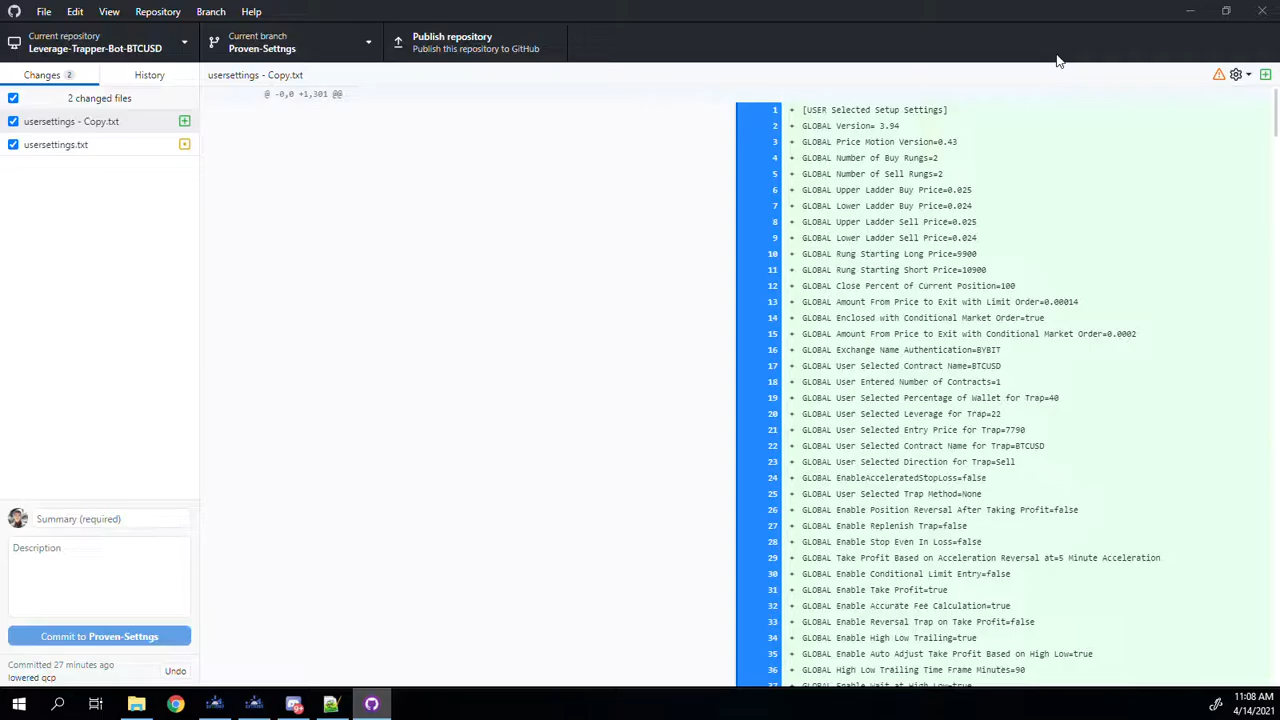 File Edit View Repository Branch Help
Current repository
Leverage-Trapper-Bot-BTCUSD
Current branch
Proven-Settngs
Publish repository
Publish this repository to GitHub
Changes 2
History
usersettings - Copy.txt
2 changed files
usersettings - Copy.txt
usersettings.txt
@ -0,0 +1,301 @@
1 + [USER Selected Setup Settings]
2 + GLOBAL Version= 3.94
3 + GLOBAL Price Motion Version=0.43
4 + GLOBAL Number of Buy Rungs=2
5 + GLOBAL Number of Sell Rungs=2
6 + GLOBAL Upper Ladder Buy Price=0.025
7 + GLOBAL Lower Ladder Buy Price=0.024
8 + GLOBAL Upper Ladder Sell Price=0.025
9 + GLOBAL Lower Ladder Sell Price=0.024
10 + GLOBAL Rung Starting Long Price=9900
11 + GLOBAL Rung Starting Short Price=10900
12 + GLOBAL Close Percent of Current Position=100
13 + GLOBAL Amount From Price to Exit with Limit Order=0.00014
14 + GLOBAL Enclosed with Conditional Market Order=true
15 + GLOBAL Amount From Price to Exit with Conditional Market Order=0.0002
16 + GLOBAL Exchange Name Authentication=BYBIT
17 + GLOBAL User Selected Contract Name=BTCUSD
18 + GLOBAL User Entered Number of Contracts=1
19 + GLOBAL User Selected Percentage of Wallet for Trap=40
20 + GLOBAL User Selected Leverage for Trap=22
21 + GLOBAL User Selected Entry Price for Trap=7790
22 + GLOBAL User Selected Contract Name for Trap=BTCUSD
23 + GLOBAL User Selected Direction for Trap=Sell
24 + GLOBAL EnableAcceleratedStopLoss=false
25 + GLOBAL User Selected Trap Method=None
26 + GLOBAL Enable Position Reversal After Taking Profit=false
27 + GLOBAL Enable Replenish Trap=false
28 + GLOBAL Enable Stop Even In Loss=false
29 + GLOBAL Take Profit Based on Acceleration Reversal at=5 Minute Acceleration
30 + GLOBAL Enable Conditional Limit Entry=false
31 + GLOBAL Enable Take Profit=true
32 + GLOBAL Enable Accurate Fee Calculation=true
33 + GLOBAL Enable Reversal Trap on Take Profit=false
34 + GLOBAL Enable High Low Trailing=true
35 + GLOBAL Enable Auto Adjust Take Profit Based on High Low=true
36 + GLOBAL High Low Trailing Time Frame Minutes=90
37 + GLOBAL Enable Wait at High Low=true
Summary (required)
Description
Commit to Proven-Settngs
Committed 27 minutes ago
lowered qcp
Undo
11:08 AM
4/14/2021